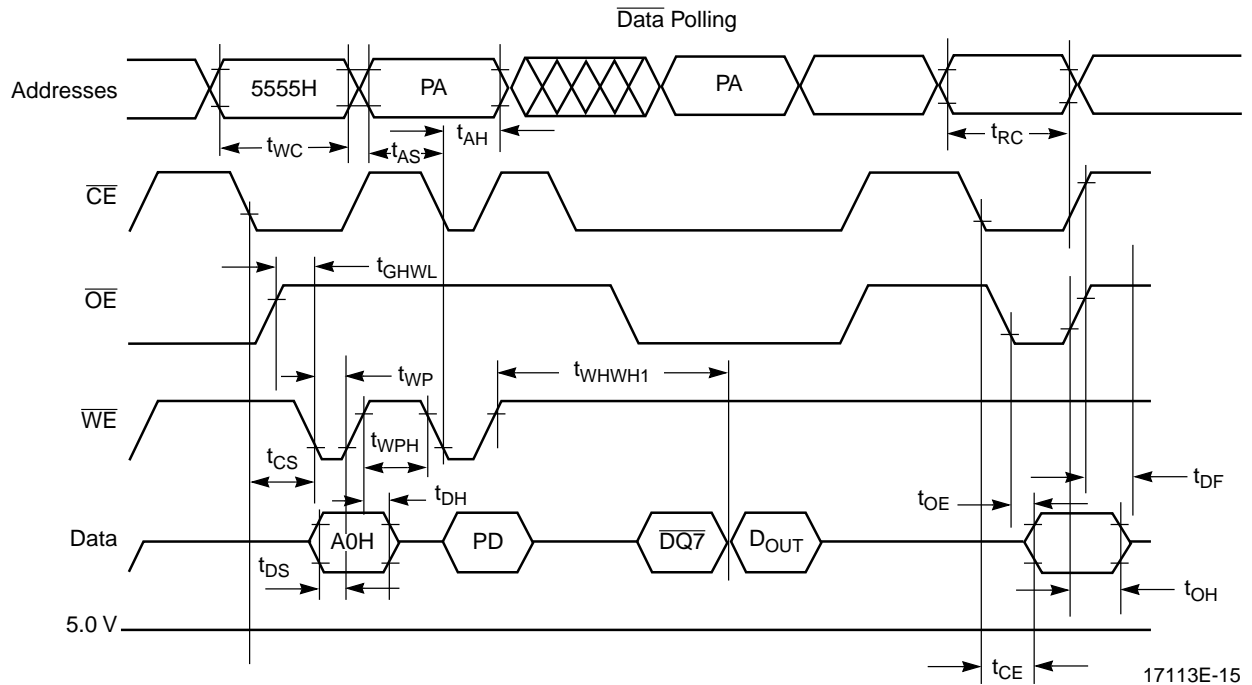 Data Polling
Addresses
5555H
PA
PA
tWC
tAS
tAH
tRC
CE
tGHWL
OE
tWP
tWHWH1
WE
tCS
tWPH
tDH
tOE
tDF
Data
A0H
PD
DQ7
DOUT
tDS
tOH
5.0 V
tCE
17113E-15